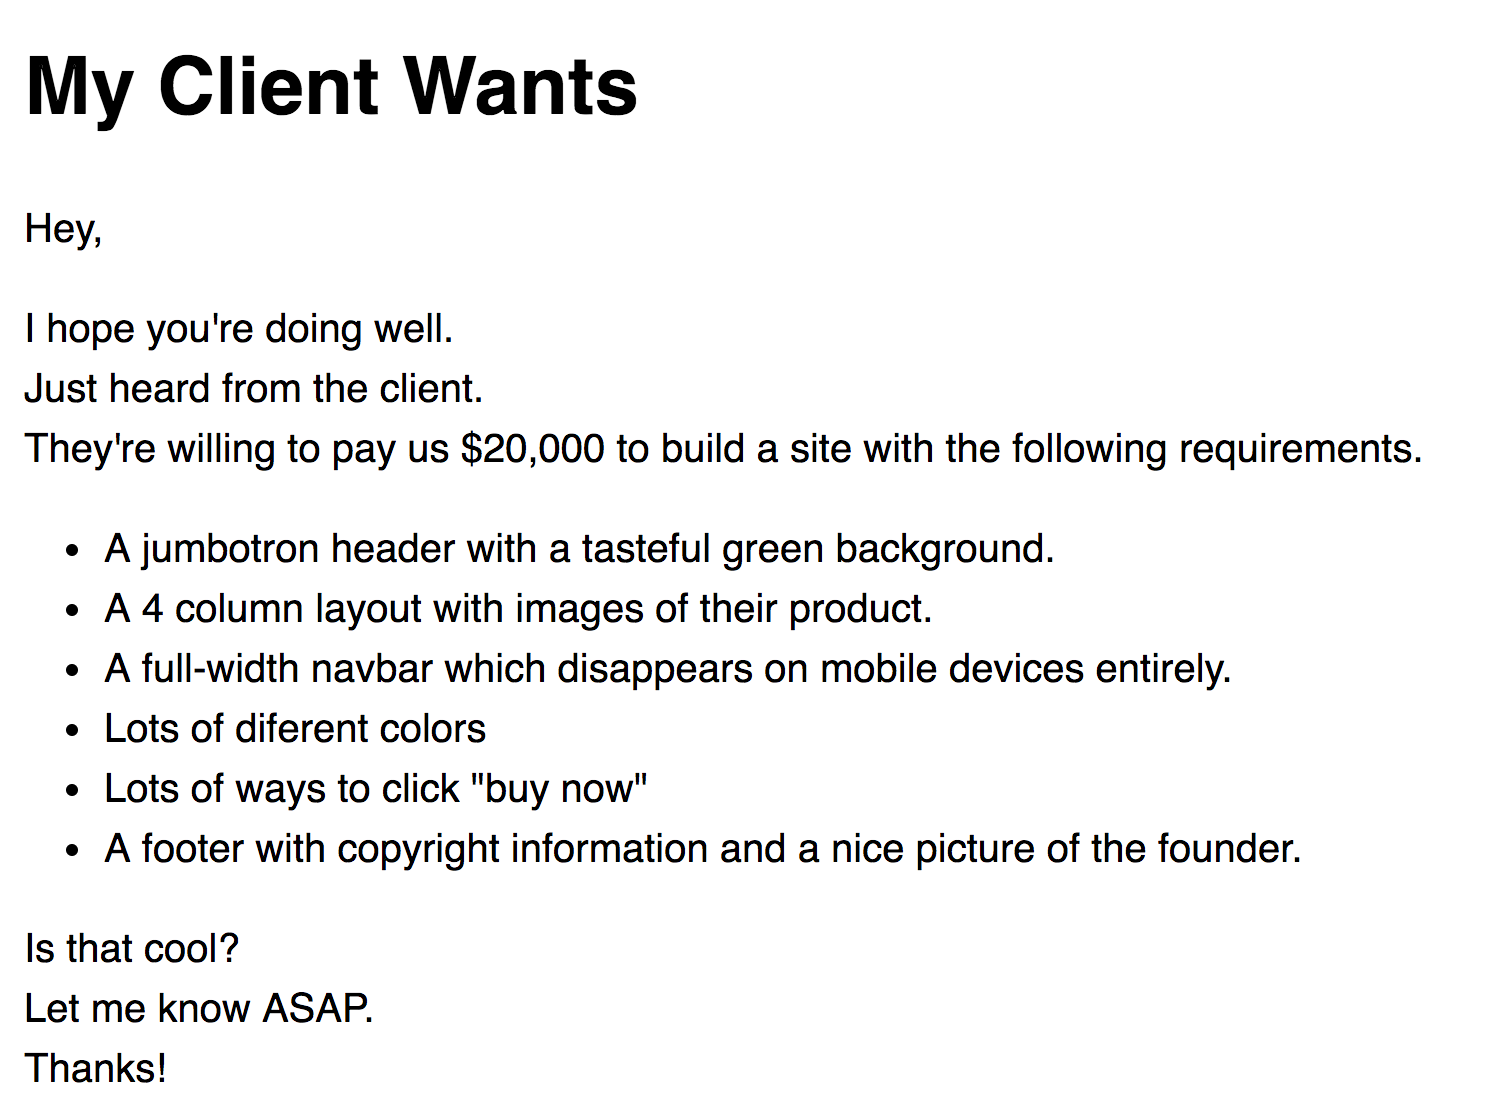 My Client Wants
Hey,
I hope you're doing well.
Just heard from the client.
They're willing to pay us $20,000 to build a site with the following requirements.
• A jumbotron header with a tasteful green background.
• A 4 column layout with images of their product.
• A full-width navbar which disappears on mobile devices entirely.
• Lots of diferent colors
• Lots of ways to click "buy now"
• A footer with copyright information and a nice picture of the founder.
Is that cool?
Let me know ASAP.
Thanks!